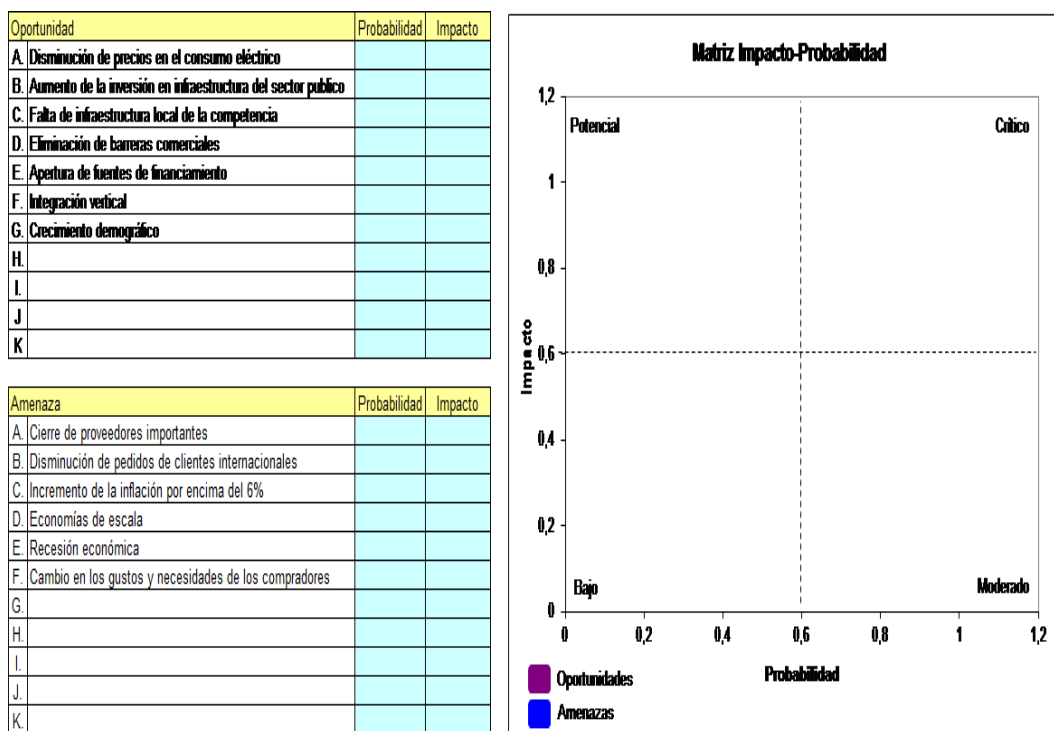 Oportunidad Probabilidad Impacto
A. Disminución de precios en el consumo eléctrico
B. Aumento de la inversión en infraestructura del sector publico
C. Falta de infraestructura local de la competencia
D. Eliminación de barreras comerciales
E. Apertura de fuentes de financiamiento
F. Integración vertical
G. Crecimiento demográfico
H.
I.
J
K
Amenaza Probabilidad Impacto
A. Cierre de proveedores importantes
B. Disminución de pedidos de clientes internacionales
C. Incremento de la inflación por encima del 6%
D. Economías de escala
E. Recesión económica
F. Cambio en los gustos y necesidades de los compradores
G.
H.
I.
J.
K.
Matriz Impacto-Probabilidad
1,2
Potencial Crítico
1
0,8
Impacto
0,6
0,4
0,2
Bajo Moderado
0
0 0,2 0,4 0,6 0,8 1 1,2
Probabilidad
Oportunidades
Amenazas